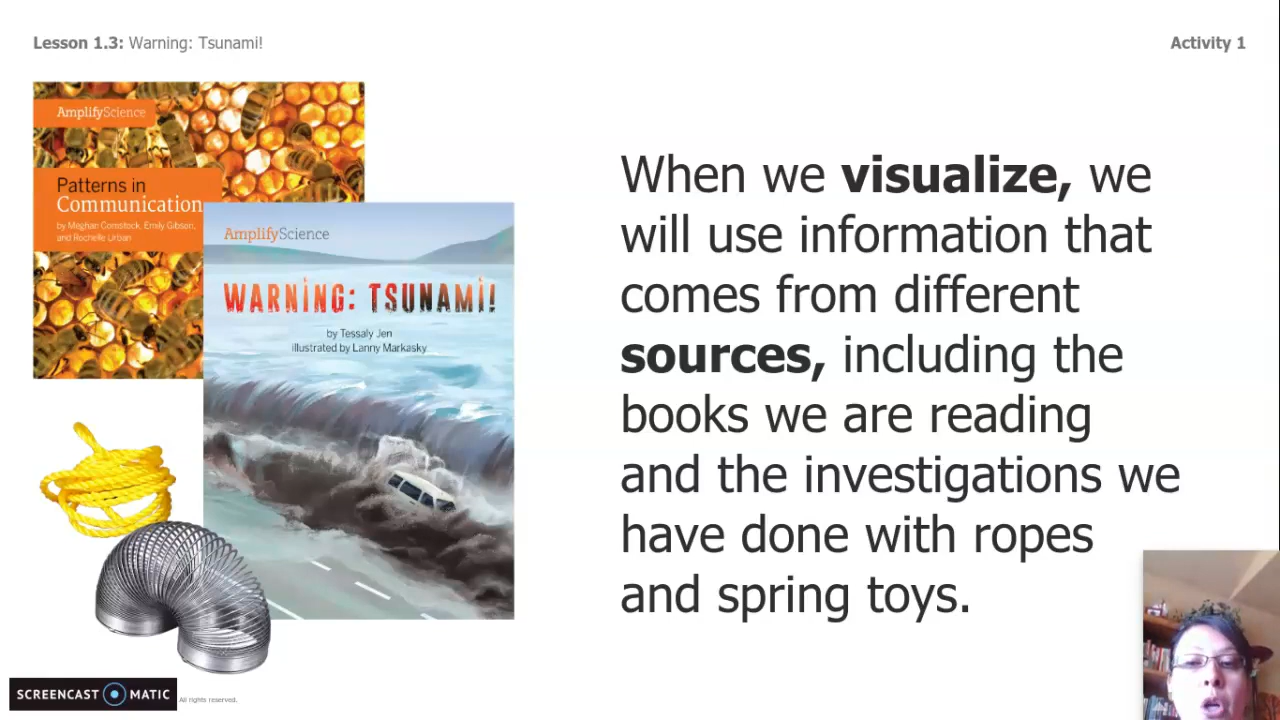 Lesson 1.3: Warning: Tsunami!
Activity 1
AmplifyScience
Patterns in
Communication
by Meghan Comstock, Emily Gibson,
and Rochelle Urban
AmplifyScience
WARNING: TSUNAMI!
by Tessaly Jen
illustrated by Lanny Markasky
When we visualize, we
will use information that
comes from different
sources, including the
books we are reading
and the investigations we
have done with ropes
and spring toys.
SCREENCAST MATIC
All rights reserved.